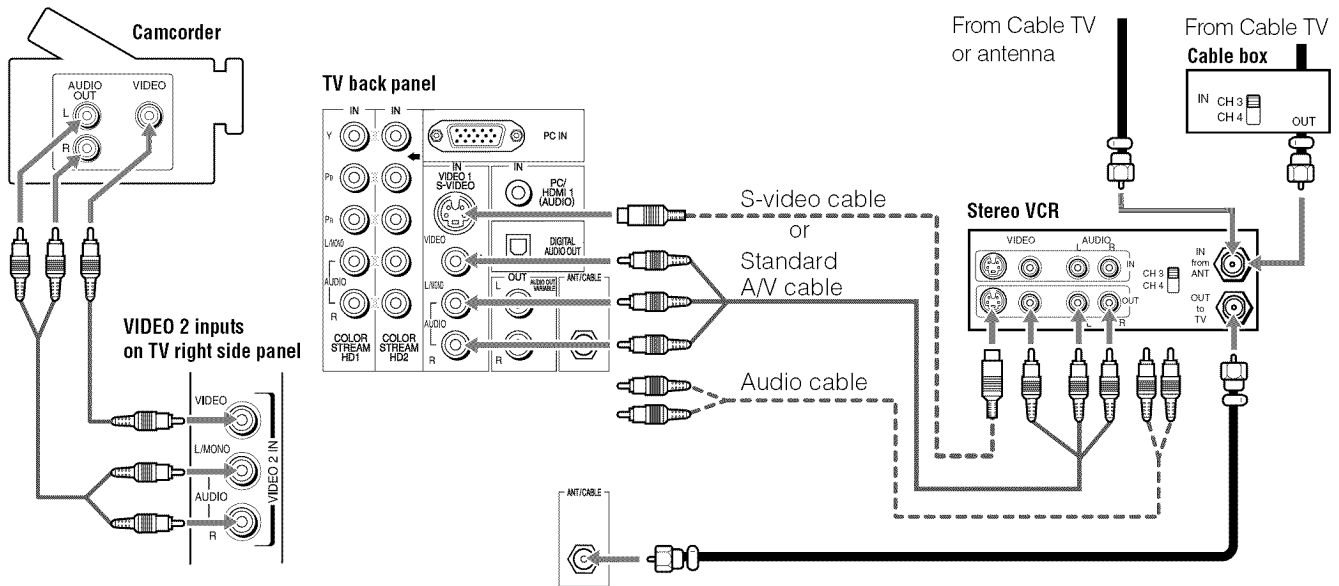 Camcorder
AUDIO
OUT
VIDEO
L
R
VIDEO 2 inputs
on TV right side panel
VIDEO
L/MONO
AUDIO
R
VIDEO 2 IN
TV back panel
IN
IN
Y
PB
PR
L/MONO
AUDIO
R
COLOR
STREAM
HD1
COLOR
STREAM
HD2
PC IN
IN
VIDEO 1
S-VIDEO
VIDEO
L/MONO
AUDIO
R
IN
PC/
HDMI 1
(AUDIO)
DIGITAL
AUDIO OUT
OUT
AUDIO OUT
VARIABLE
L
R
ANT/CABLE
S-video cable
or
Standard
A/V cable
Audio cable
ANT/CABLE
From Cable TV
or antenna
From Cable TV
Cable box
IN
CH 3
CH 4
OUT
Stereo VCR
VIDEO
AUDIO
L
R
IN
OUT
L
R
CH 3
CH 4
IN
from
ANT
OUT
to
TV